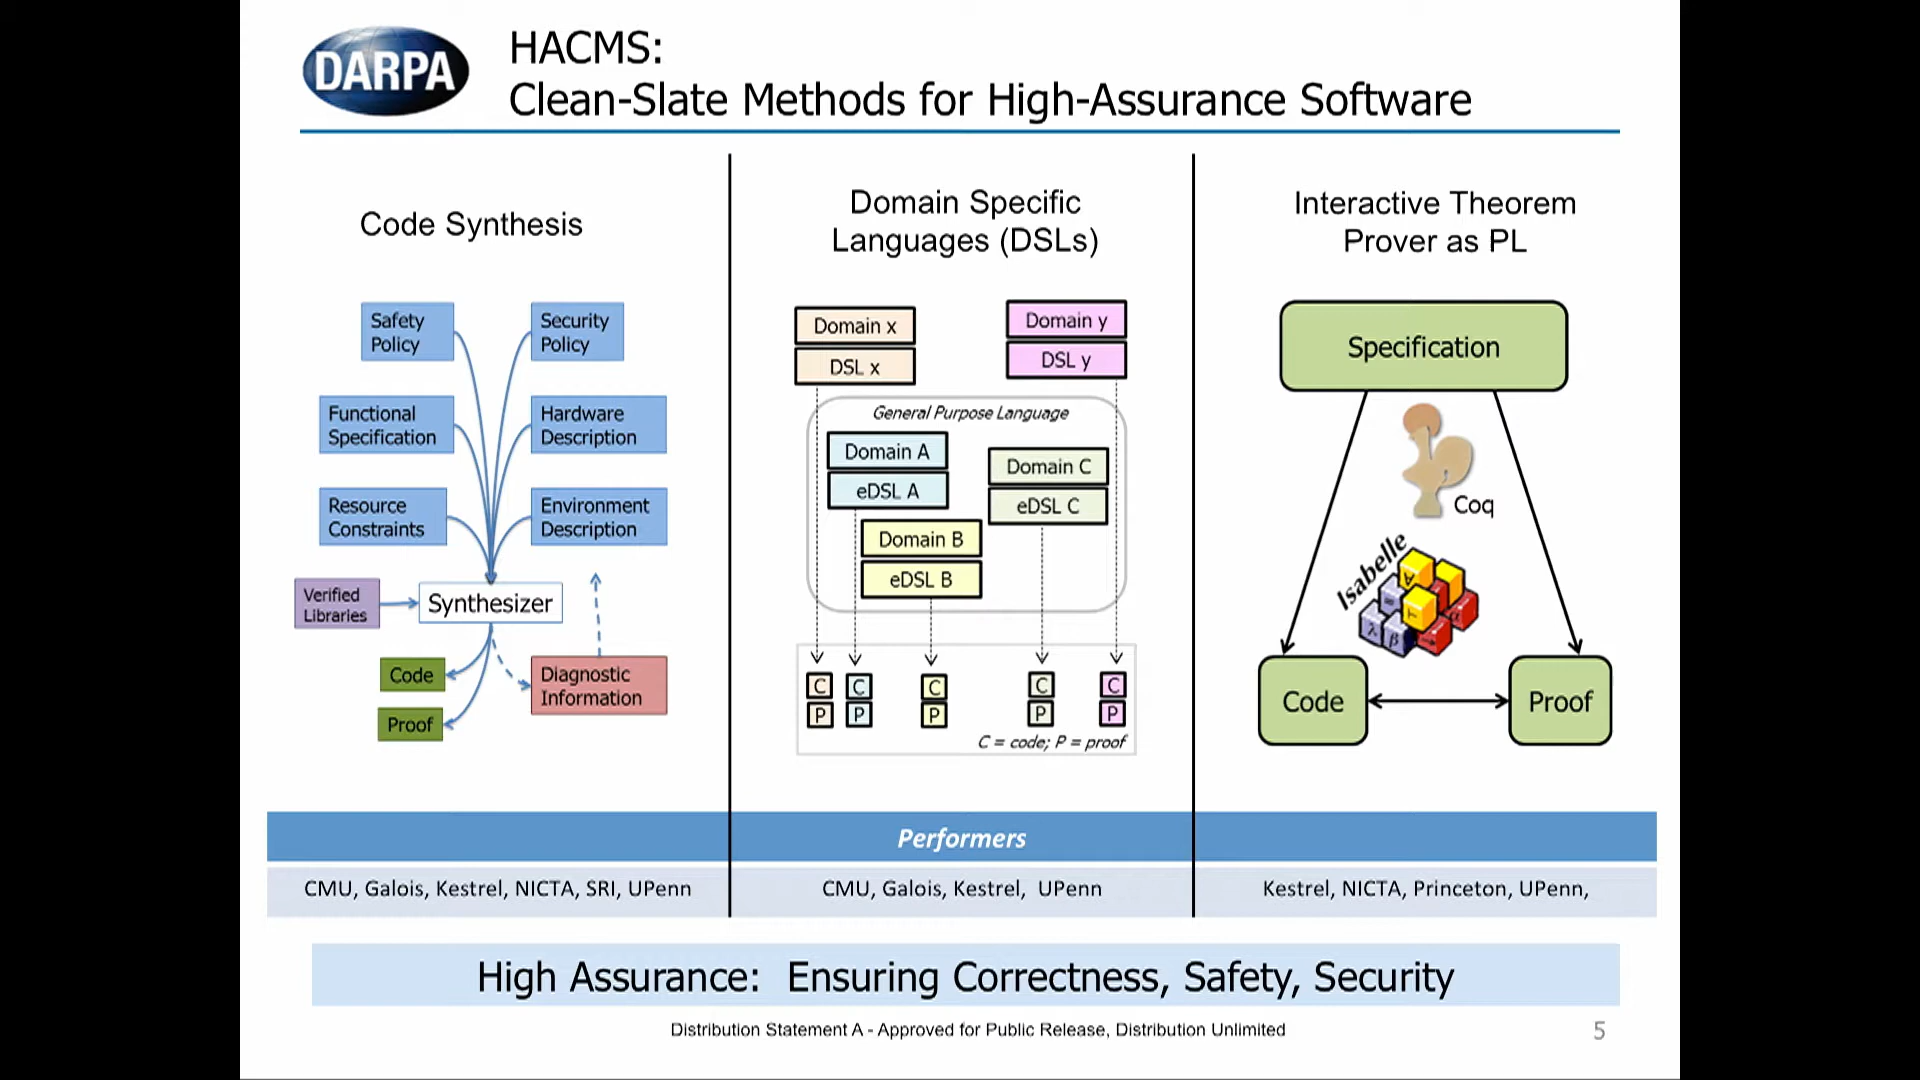 DARPA
HACMS:
Clean-Slate Methods for High-Assurance Software
Code Synthesis
Safety
Policy
Security
Policy
Functional
Specification
Hardware
Description
Resource
Constraints
Environment
Description
Verified
Libraries
Synthesizer
Code
Proof
Diagnostic
Information
Domain Specific
Languages (DSLs)
Domain x
DSL x
Domain y
DSL y
General Purpose Language
Domain A
eDSL A
Domain C
eDSL C
Domain B
eDSL B
C C C C C
P P P P P
C = code; P = proof
Interactive Theorem
Prover as PL
Specification
Coq
Isabelle
λ β α
Code
Proof
Performers
CMU, Galois, Kestrel, NICTA, SRI, UPenn
CMU, Galois, Kestrel,  UPenn
Kestrel, NICTA, Princeton, UPenn,
High Assurance:  Ensuring Correctness, Safety, Security
Distribution Statement A - Approved for Public Release, Distribution Unlimited
5